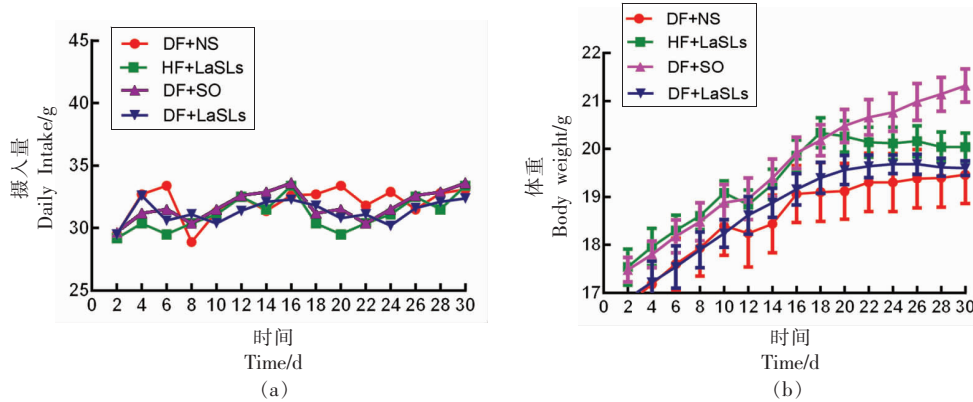 45
40
35
30
25
摄入量
Daily Intake/g
DF+NS
HF+LaSLs
DF+SO
DF+LaSLs
0 2 4 6 8 10 12 14 16 18 20 22 24 26 28 30
时间
Time/d
(a)
22
21
20
19
18
17
体重
Body weight/g
DF+NS
HF+LaSLs
DF+SO
DF+LaSLs
0 2 4 6 8 10 12 14 16 18 20 22 24 26 28 30
时间
Time/d
(b)